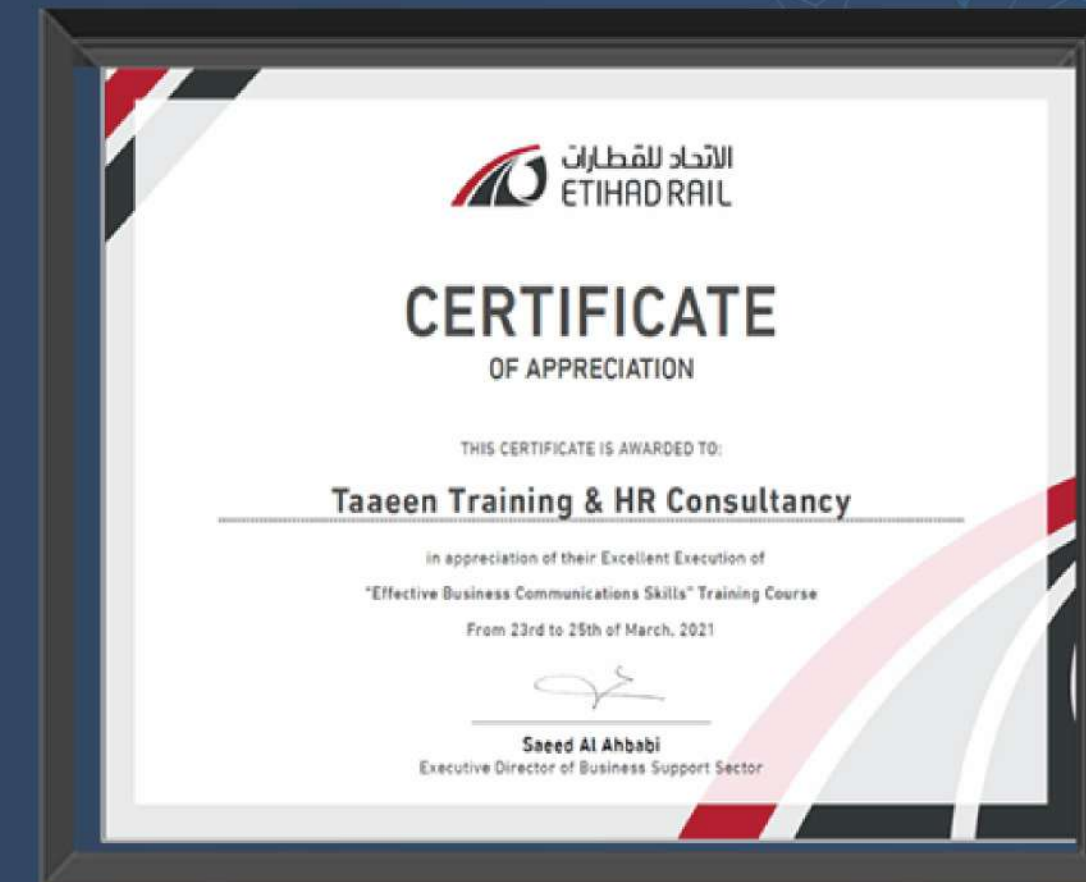 الاتحاد للقطارات
ETIHAD RAIL
CERTIFICATE
OF APPRECIATION
THIS CERTIFICATE IS AWARDED TO:
Taaeen Training & HR Consultancy
in appreciation of their Excellent Execution of
"Effective Business Communications Skills" Training Course
From 23rd to 25th of March, 2021
Saeed Al Ahbabi
Executive Director of Business Support Sector